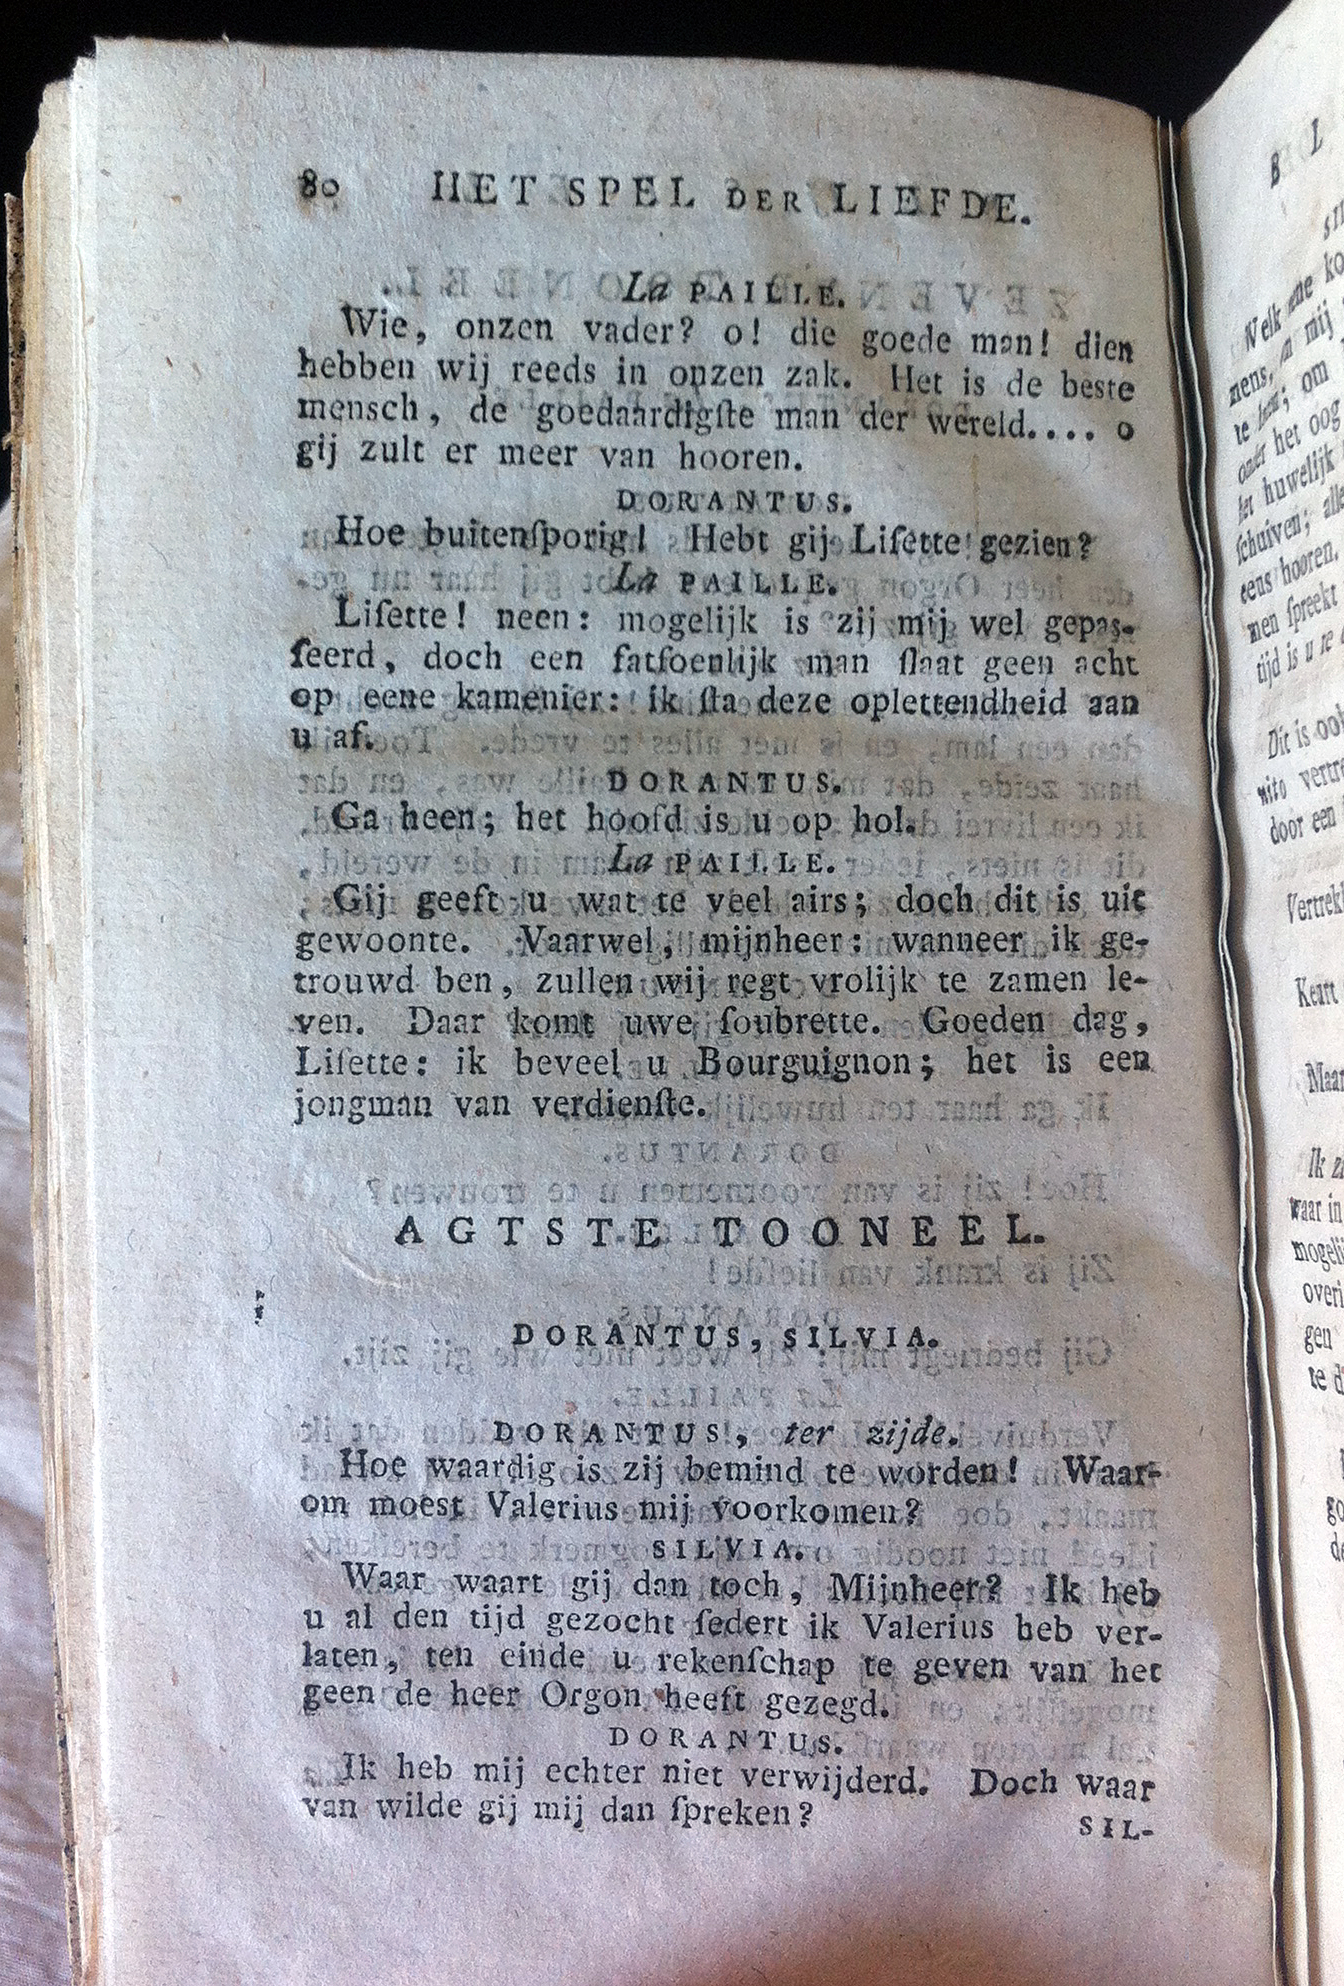 80 HET SPEL DER LIEFDE.
La PAILLE.
Wie, onzen vader? o! die goede man! dien
hebben wij reeds in onzen zak. Het is de beste
mensch, de goedaardigſte man der wereld.... o
gij zult er meer van hooren.
DORANTUS.
Hoe buitenſporig! Hebt gij Liſette gezien?
La PAILLE.
Liſette! neen: mogelijk is zij mij wel gepas-
ſeerd, doch een fatſoenlijk man ſlaat geen acht
op eene kamenier: ik ſta deze oplettendheid aan
u af.
DORANTUS.
Ga heen; het hoofd is u op hol.
La PAILLE.
Gij geeft u wat te veel airs; doch dit is uit
gewoonte. Vaarwel, mijnheer: wanneer ik ge-
trouwd ben, zullen wij regt vrolijk te zamen le-
ven. Daar komt uwe ſoubrette. Goeden dag,
Liſette: ik beveel u Bourguignon; het is een
jongman van verdienſte.
AGTSTE TOONEEL.
DORANTUS, SILVIA.
DORANTUS, ter zijde.
Hoe waardig is zij bemind te worden! Waar-
om moest Valerius mij voorkomen?
SILVIA.
Waar waart gij dan toch, Mijnheer? Ik heb
u al den tijd gezocht ſedert ik Valerius heb ver-
laten, ten einde u rekenſchap te geven van het
geen de heer Orgon heeft gezegd.
DORANTUS.
Ik heb mij echter niet verwijderd. Doch waar
van wilde gij mij dan ſpreken?
SIL-